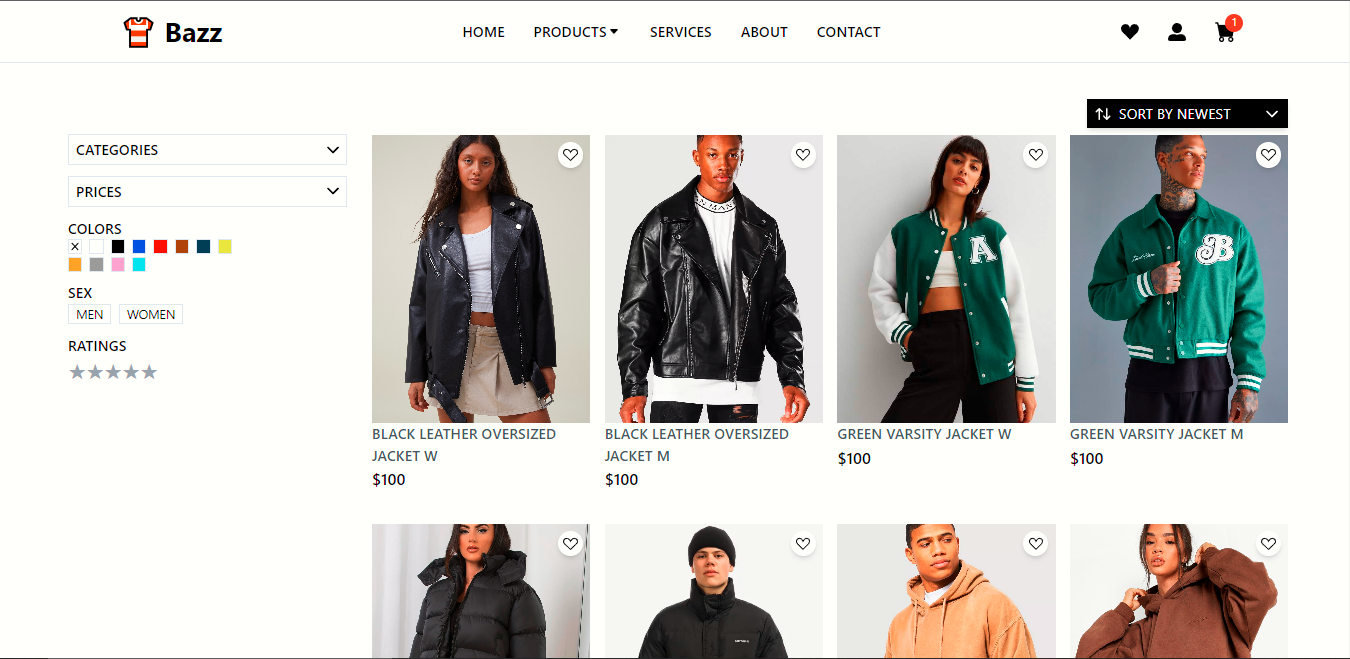 Bazz
HOME PRODUCTS SERVICES ABOUT CONTACT
1
SORT BY NEWEST
CATEGORIES
PRICES
COLORS
SEX
MEN WOMEN
RATINGS
A
B
BLACK LEATHER OVERSIZED
JACKET W
$100
BLACK LEATHER OVERSIZED
JACKET M
$100
GREEN VARSITY JACKET W
$100
GREEN VARSITY JACKET M
$100